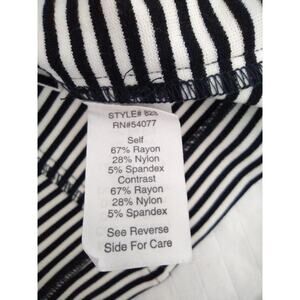 STYLE# 823
RN#54077
Self
67% Rayon
28% Nylon
5% Spandex
Contrast
67% Rayon
28% Nylon
5% Spandex
See Reverse
Side For Care